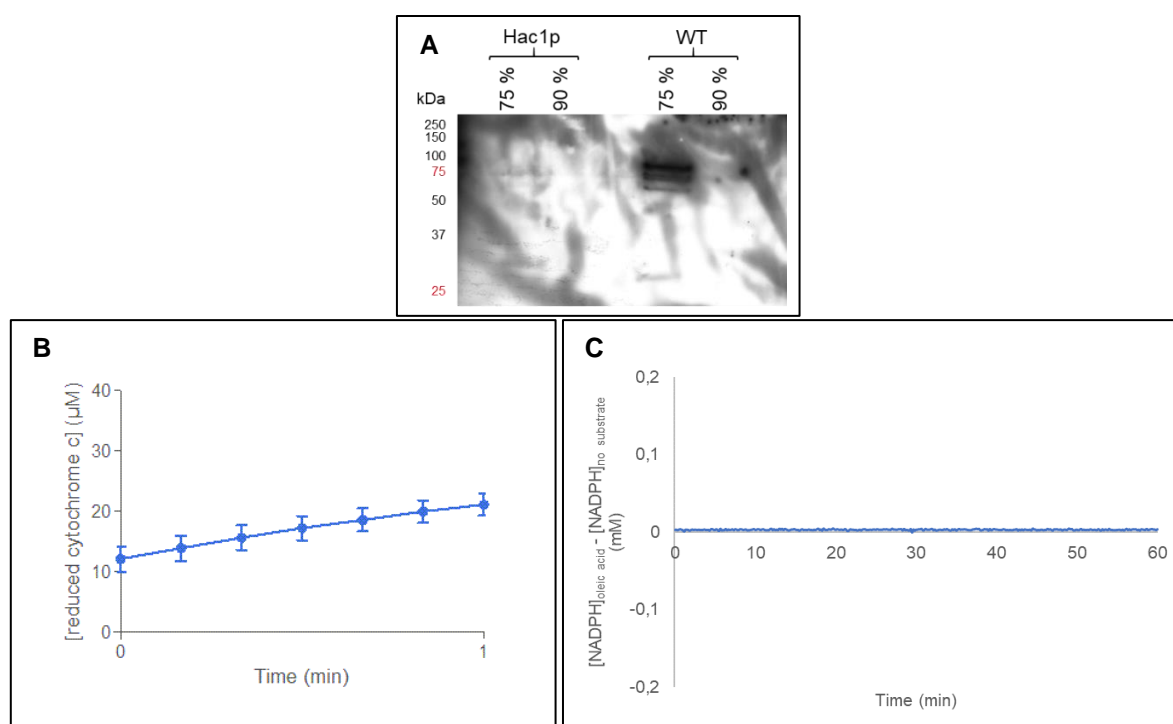 A
Hac1p WT
75 % 90 % 75 % 90 %
kDa
250
150
100
75
50
37
25
B
[reduced cytochrome c] (µM)
40
30
20
10
0
0 1
Time (min)
C
[NADPH]oleic acid - [NADPH]no substrate
(mM)
0,2
0,1
0
-0,1
-0,2
0 10 20 30 40 50 60
Time (min)